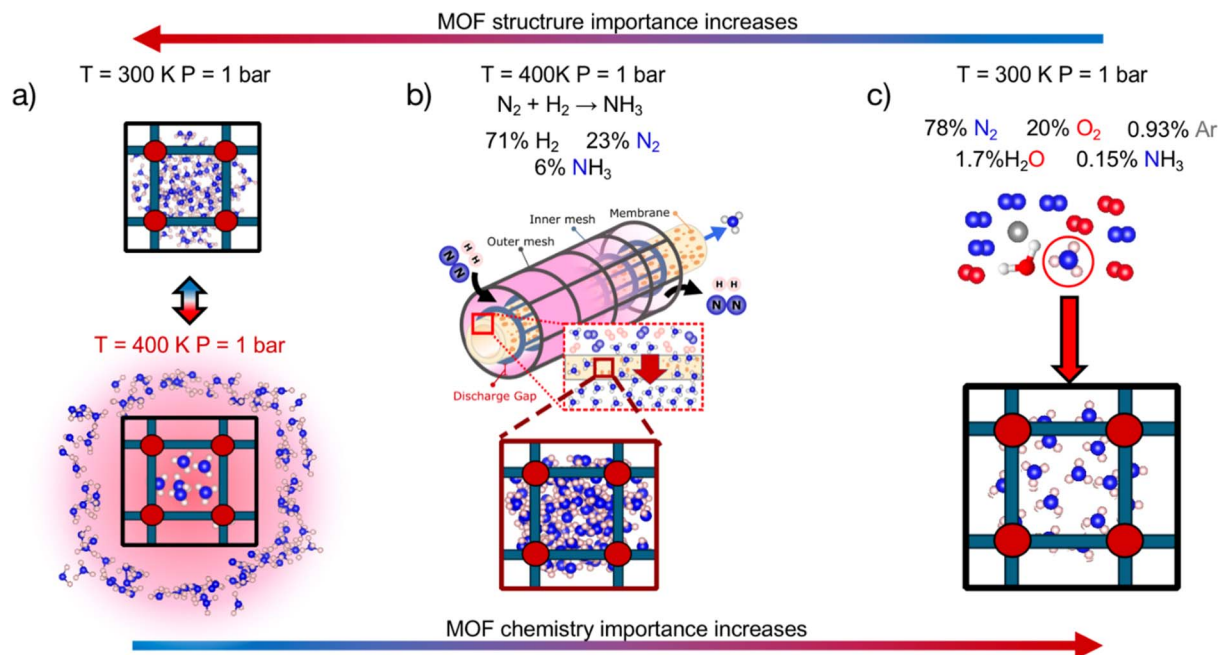 MOF structrure importance increases
a)
T = 300 K P = 1 bar
T = 400 K P = 1 bar
b)
T = 400K P = 1 bar
N₂ + H₂ → NH₃
71% H₂ 23% N₂
6% NH₃
Membrane
Inner mesh
Outer mesh
H
H
N
N
H H
N N
Discharge Gap
c)
T = 300 K P = 1 bar
78% N₂ 20% O₂ 0.93% Ar
1.7%H₂O 0.15% NH₃
MOF chemistry importance increases